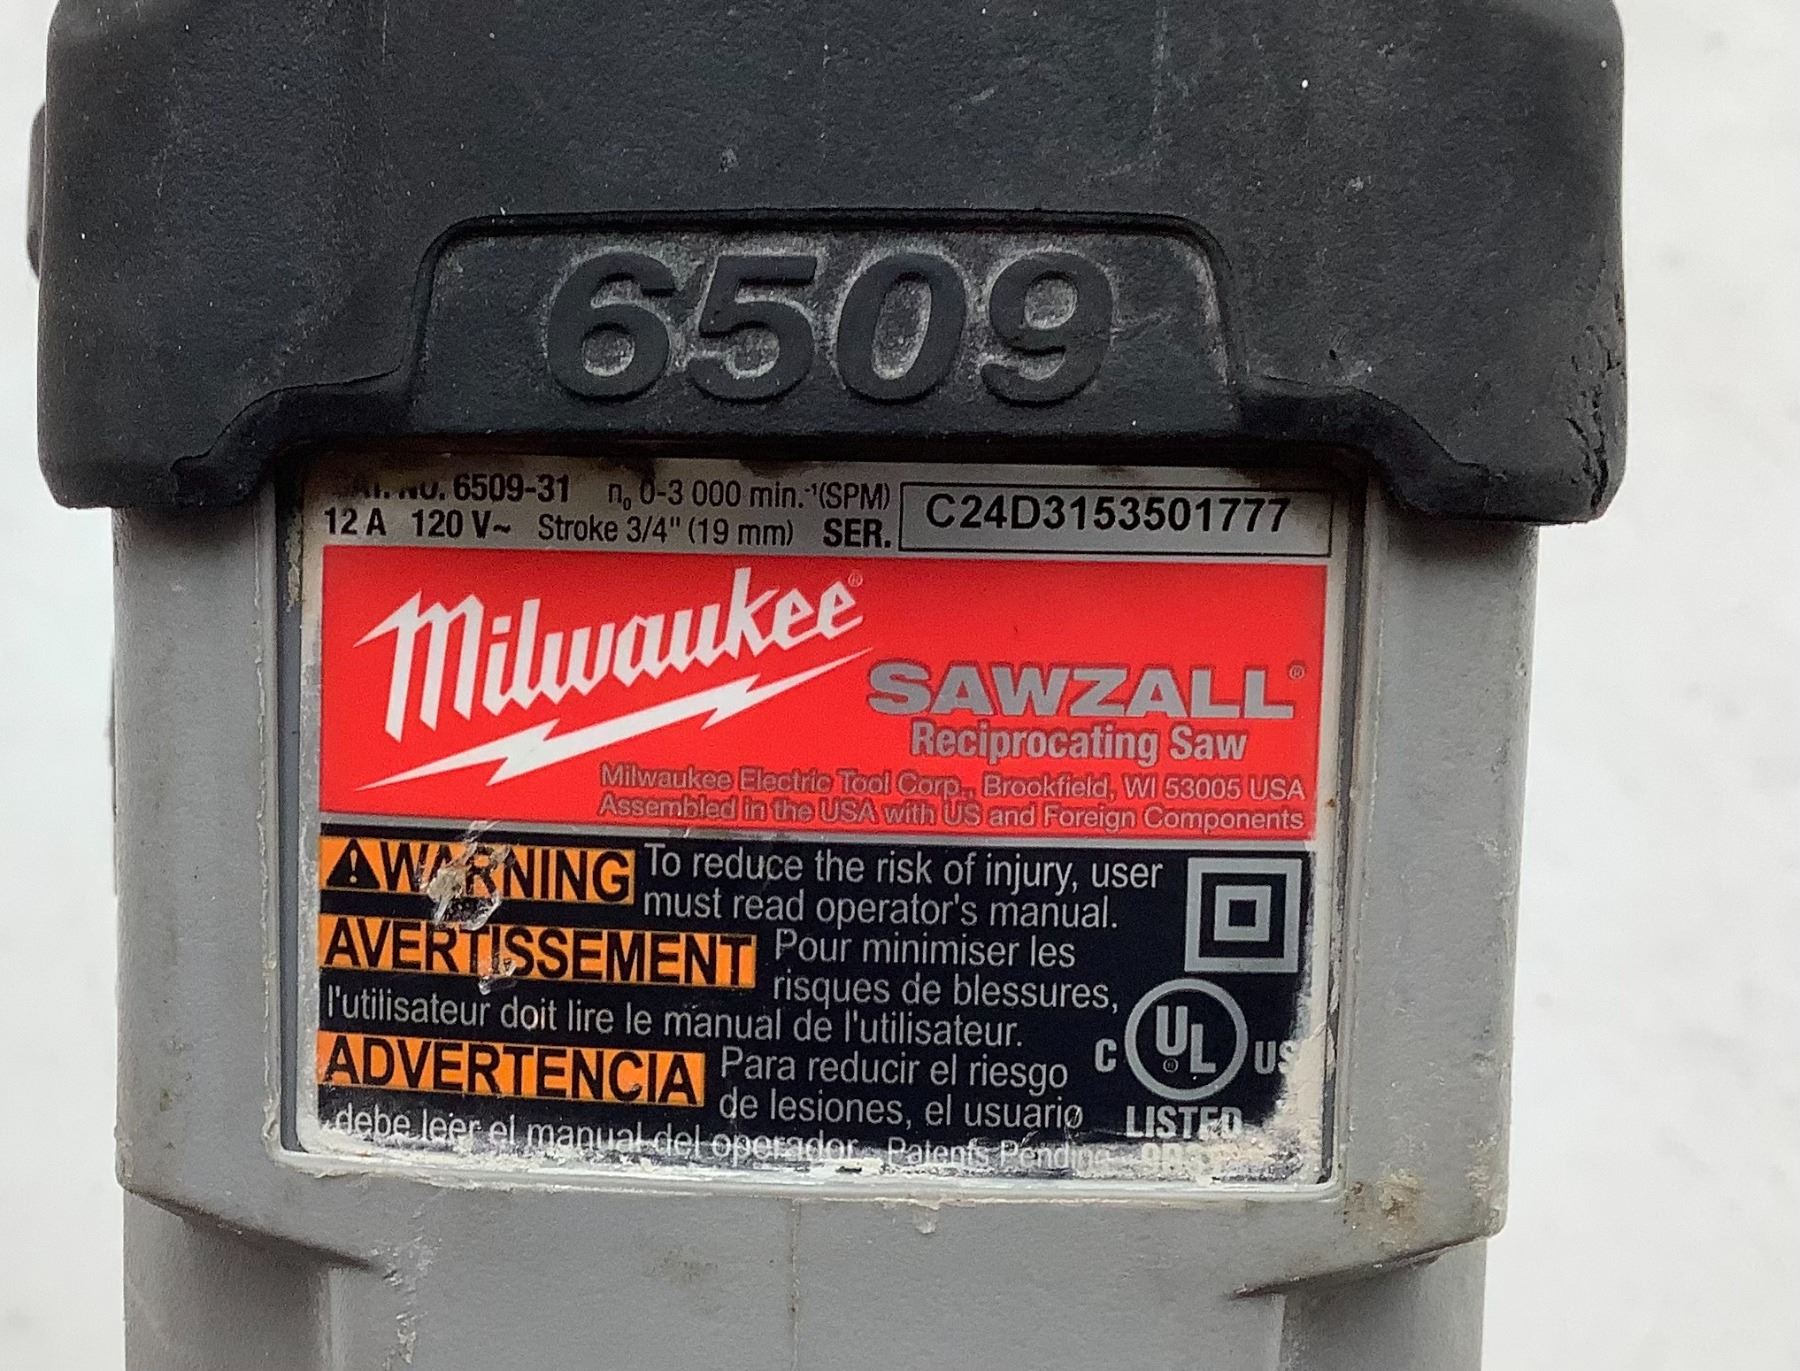 6509
CAT. NO. 6509-31 n₀ 0-3 000 min.⁻¹(SPM)
12 A 120 V~ Stroke 3/4" (19 mm) SER. C24D3153501777
Milwaukee®
SAWZALL®
Reciprocating Saw
Milwaukee Electric Tool Corp., Brookfield, WI 53005 USA
Assembled in the USA with US and Foreign Components
⚠WARNING To reduce the risk of injury, user
must read operator's manual.
AVERTISSEMENT Pour minimiser les
risques de blessures,
l'utilisateur doit lire le manual de l'utilisateur.
ADVERTENCIA Para reducir el riesgo
de lesiones, el usuario
debe leer el manual del operador. Patents Pending
C UL® US
LISTED